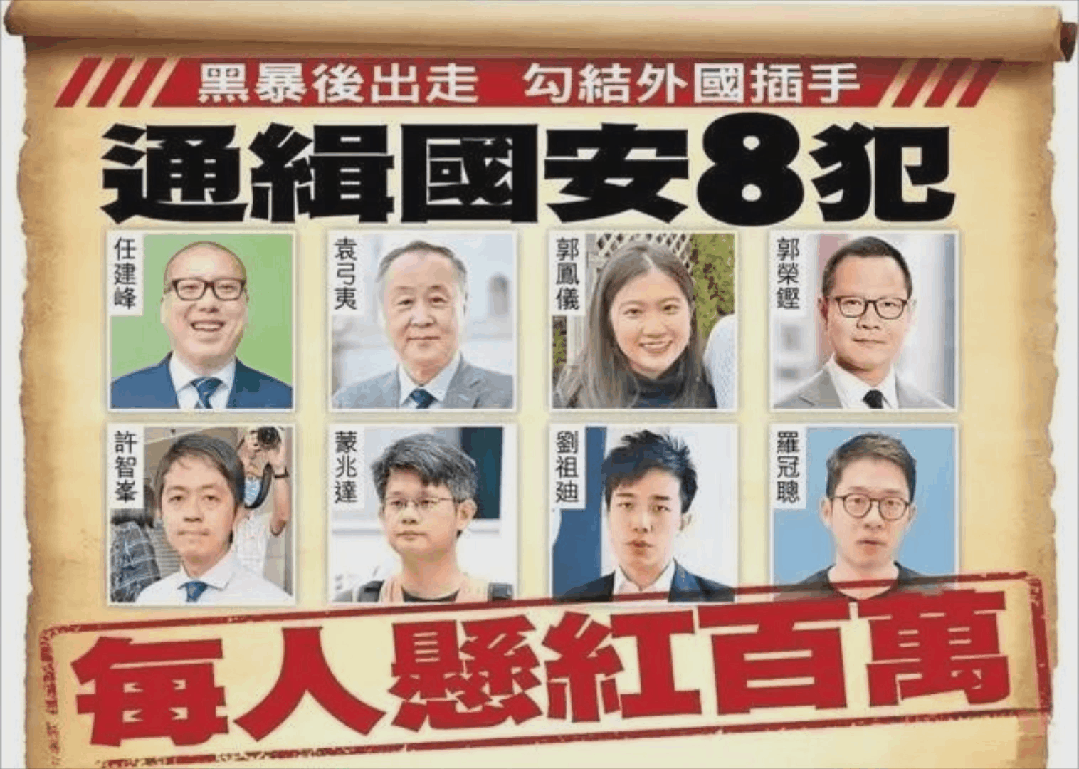 黑暴後出走 勾結外國插手
通緝國安8犯
任建峰
袁弓夷
郭鳳儀
郭榮鏗
許智峯
蒙兆達
劉祖廸
羅冠聰
每人懸紅百萬